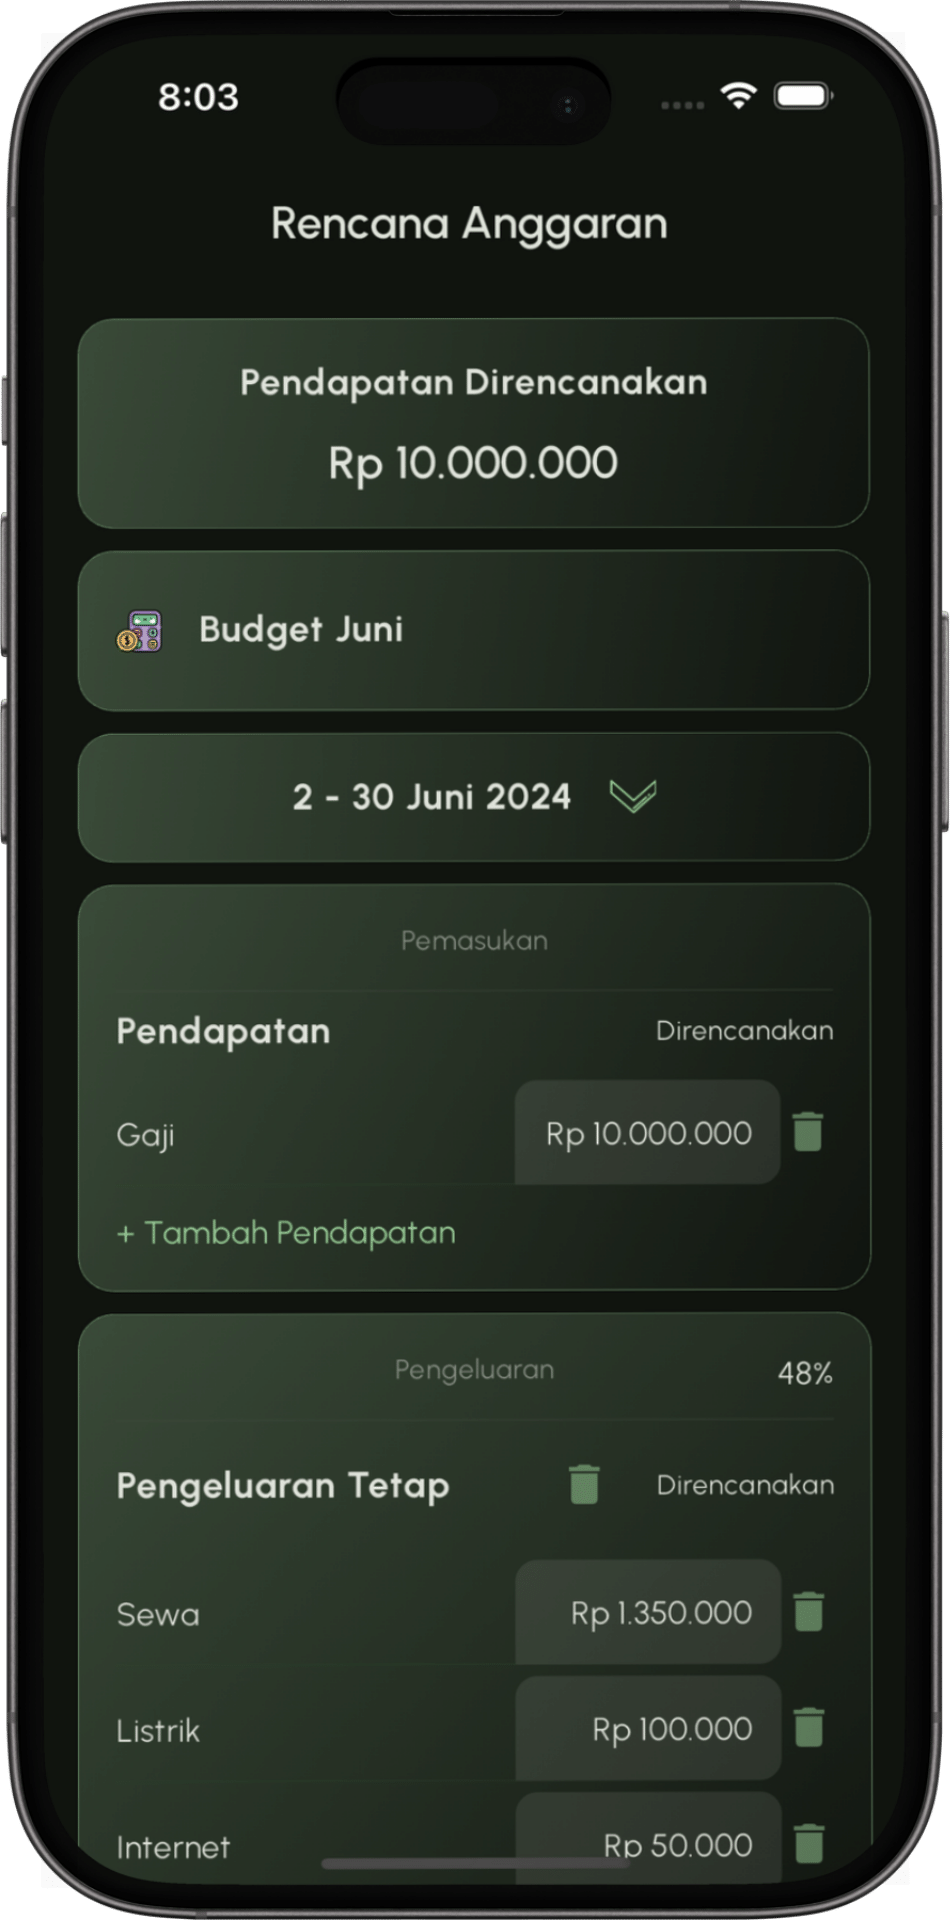 8:03
Rencana Anggaran
Pendapatan Direncanakan
Rp 10.000.000
Budget Juni
2 - 30 Juni 2024
Pemasukan
Pendapatan Direncanakan
Gaji Rp 10.000.000
+ Tambah Pendapatan
Pengeluaran 48%
Pengeluaran Tetap Direncanakan
Sewa Rp 1.350.000
Listrik Rp 100.000
Internet Rp 50.000